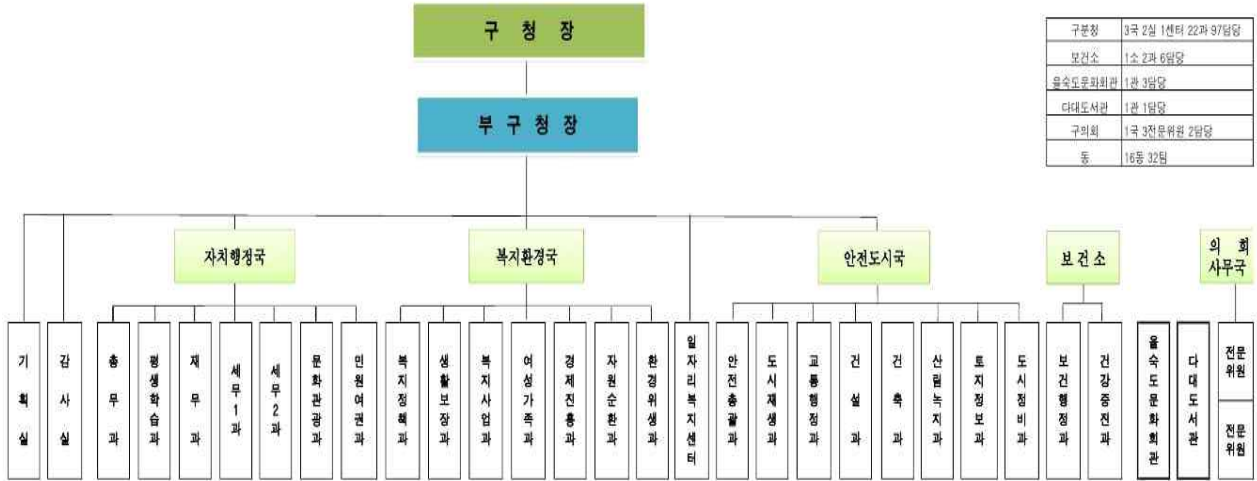 구 청 장
부 구 청 장
구본청 3국 2실 1센터 22과 97담당
보건소 1소 2과 6담당
을숙도문화회관 1관 3담당
다대도서관 1관 1담당
구의회 1국 3전문위원 2담당
동 16동 32팀
자치행정국
복지환경국
안전도시국
보 건 소
의 회
사무국
기 획 실
감 사 실
총 무 과
평생학습과
재 무 과
세무1과
세무2과
문화관광과
민원여권과
복지정책과
생활보장과
복지사업과
여성가족과
경제진흥과
자원순환과
환경위생과
일자리복지센터
안전총괄과
도시재생과
교통행정과
건 설 과
건 축 과
산림녹지과
토지정보과
도시정비과
보건행정과
건강증진과
을숙도문화회관
다대도서관
전문
위원
전문
위원